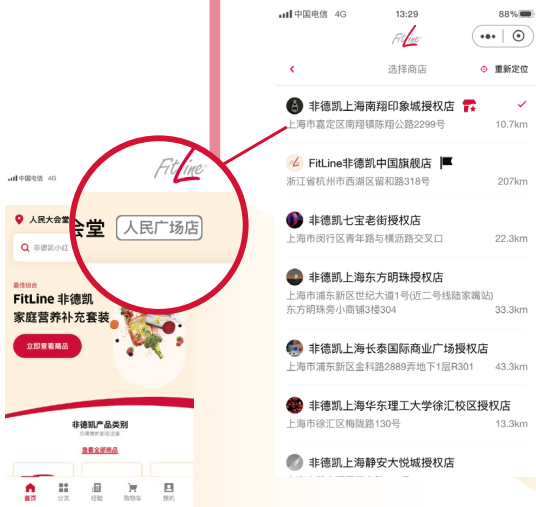 中国电信 4G
13:29
88%
FitLine
选择商店
重新定位
非德凯上海南翔印象城授权店
上海市嘉定区南翔镇陈翔公路2299号
10.7km
FitLine非德凯中国旗舰店
浙江省杭州市西湖区留和路318号
207km
非德凯七宝老街授权店
上海市闵行区青年路与横沥路交叉口
22.3km
非德凯上海东方明珠授权店
上海市浦东新区世纪大道1号(近二号线陆家嘴站)
东方明珠旁小商铺3楼304
33.3km
非德凯上海长泰国际商业广场授权店
上海市浦东新区金科路2889弄地下1层R301
43.3km
非德凯上海华东理工大学徐汇校区授权店
上海市徐汇区梅陇路130号
13.3km
非德凯上海静安大悦城授权店
中国电信 4G
FitLine
人民大会堂
会堂
人民广场店
非德凯小红
最佳组合
FitLine 非德凯
家庭营养补充套装
立即查看商品
非德凯产品类别
查看全部商品
首页
分类
经销
购物车
我的